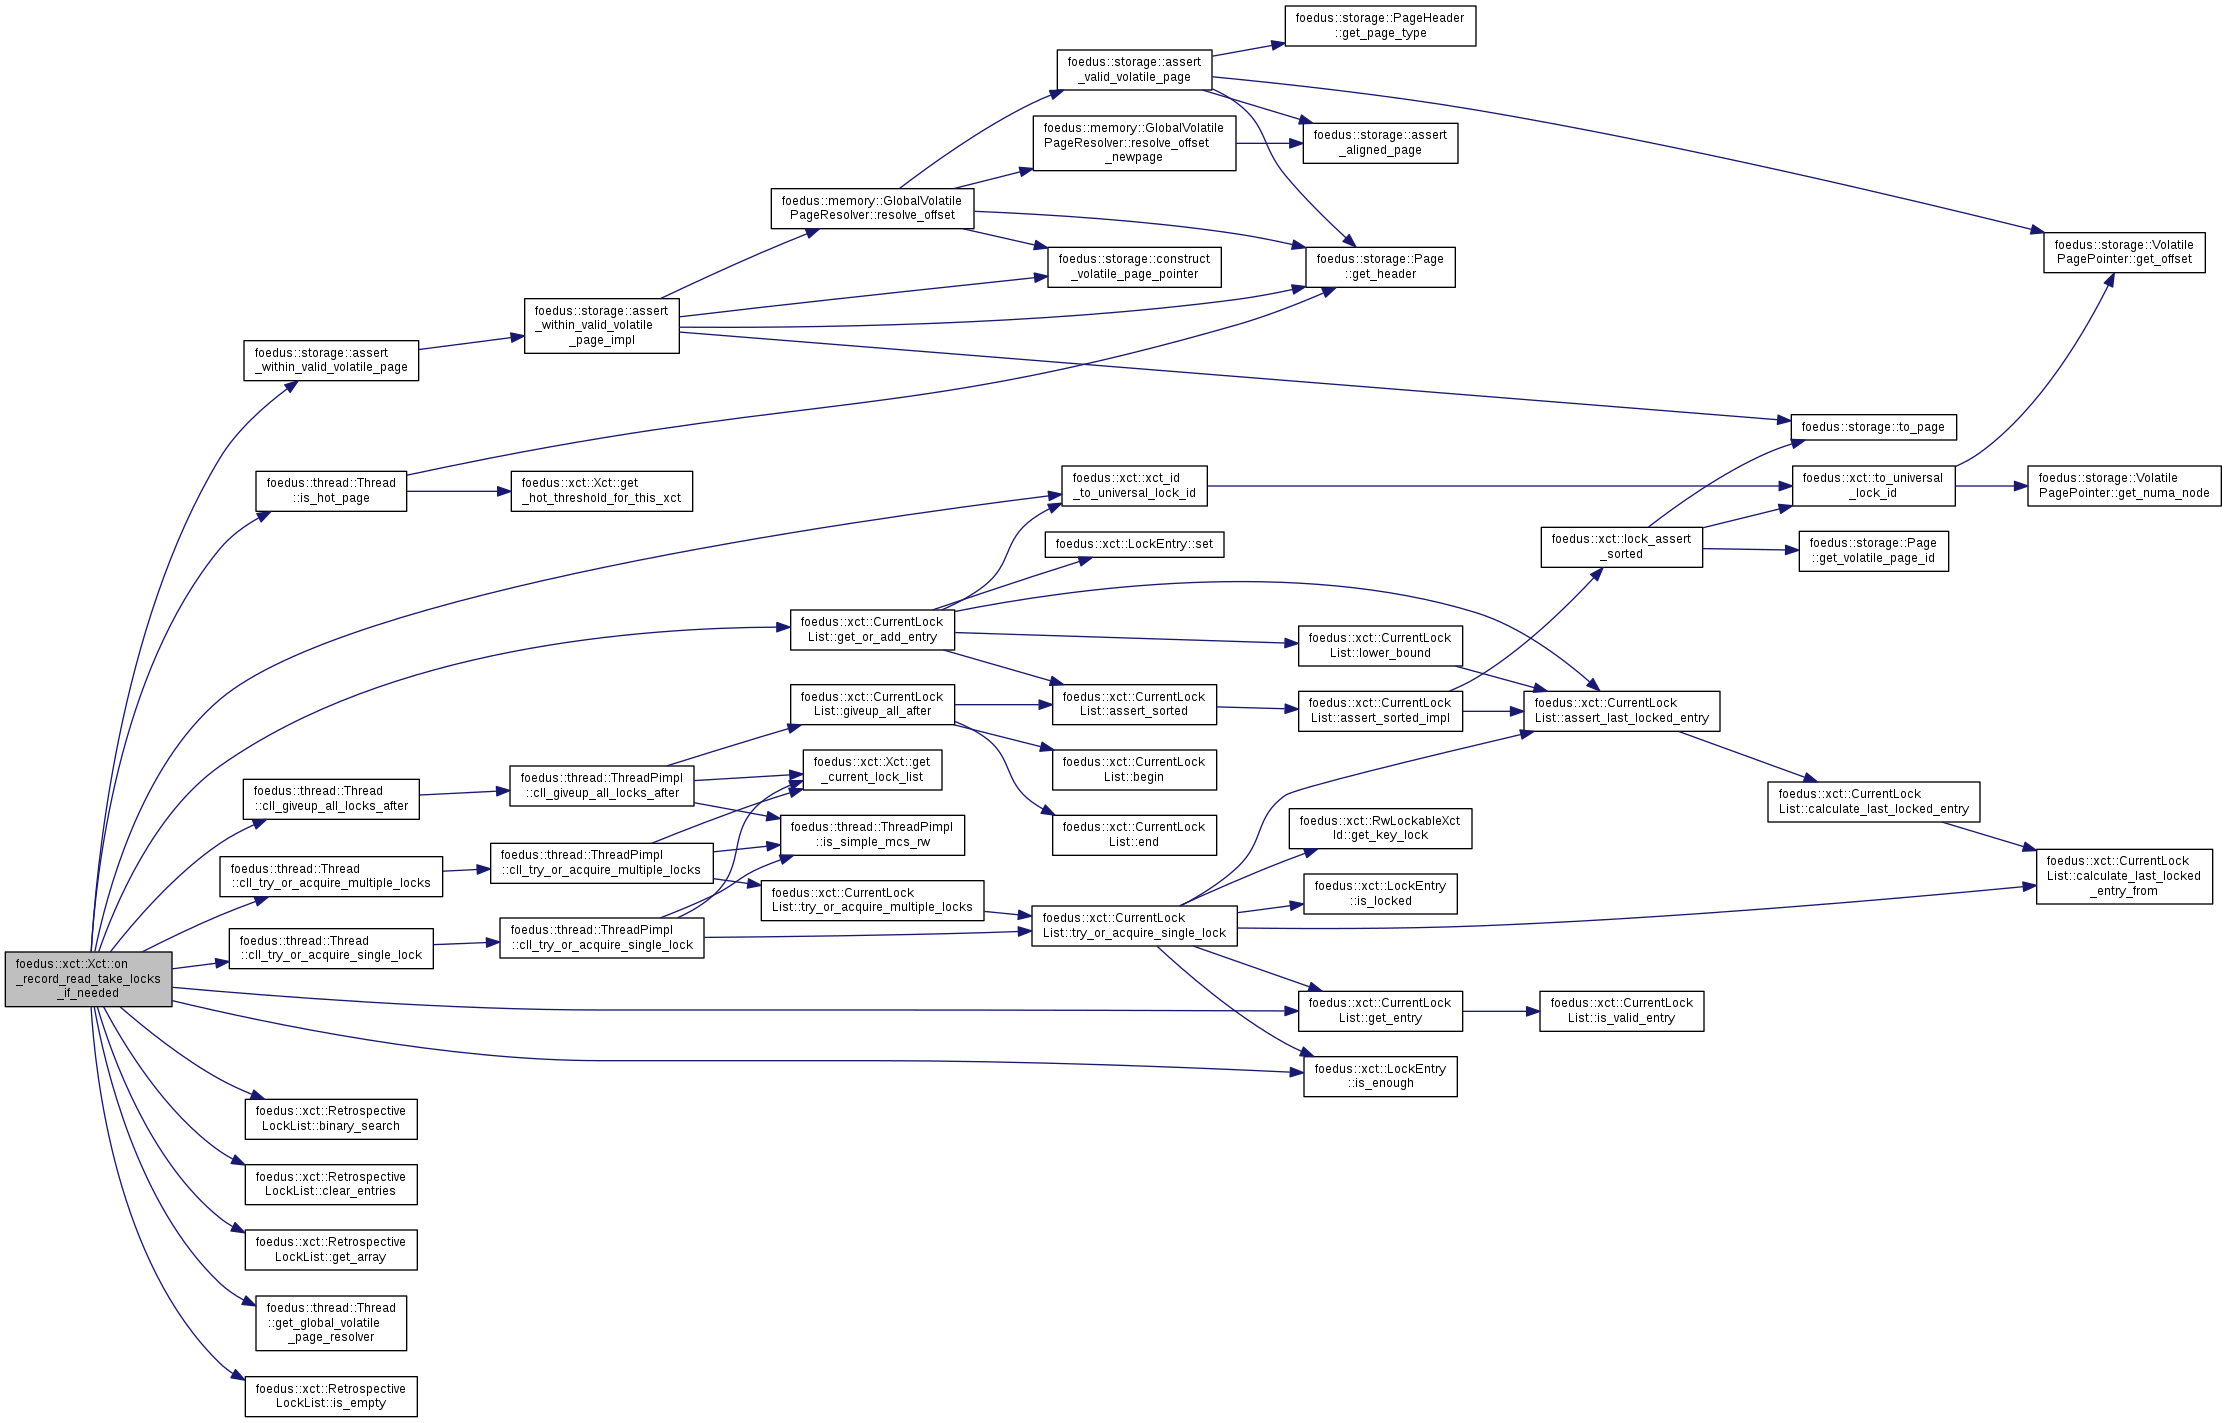 foedus::storage::PageHeader
::get_page_type
foedus::storage::assert
_valid_volatile_page
foedus::memory::GlobalVolatile
PageResolver::resolve_offset
_newpage
foedus::storage::assert
_aligned_page
foedus::memory::GlobalVolatile
PageResolver::resolve_offset
foedus::storage::construct
_volatile_page_pointer
foedus::storage::Page
::get_header
foedus::storage::Volatile
PagePointer::get_offset
foedus::storage::assert
_within_valid_volatile
_page_impl
foedus::storage::assert
_within_valid_volatile_page
foedus::storage::to_page
foedus::thread::Thread
::is_hot_page
foedus::xct::Xct::get
_hot_threshold_for_this_xct
foedus::xct::xct_id
_to_universal_lock_id
foedus::xct::to_universal
_lock_id
foedus::storage::Volatile
PagePointer::get_numa_node
foedus::xct::LockEntry::set
foedus::xct::lock_assert
_sorted
foedus::storage::Page
::get_volatile_page_id
foedus::xct::CurrentLock
List::get_or_add_entry
foedus::xct::CurrentLock
List::lower_bound
foedus::xct::CurrentLock
List::giveup_all_after
foedus::xct::CurrentLock
List::assert_sorted
foedus::xct::CurrentLock
List::assert_sorted_impl
foedus::xct::CurrentLock
List::assert_last_locked_entry
foedus::thread::Thread
::cll_giveup_all_locks_after
foedus::thread::ThreadPimpl
::cll_giveup_all_locks_after
foedus::xct::Xct::get
_current_lock_list
foedus::xct::CurrentLock
List::begin
foedus::xct::CurrentLock
List::calculate_last_locked_entry
foedus::thread::ThreadPimpl
::is_simple_mcs_rw
foedus::xct::CurrentLock
List::end
foedus::xct::RwLockableXct
Id::get_key_lock
foedus::thread::Thread
::cll_try_or_acquire_multiple_locks
foedus::thread::ThreadPimpl
::cll_try_or_acquire_multiple_locks
foedus::xct::CurrentLock
List::try_or_acquire_multiple_locks
foedus::xct::LockEntry
::is_locked
foedus::xct::CurrentLock
List::calculate_last_locked
_entry_from
foedus::thread::Thread
::cll_try_or_acquire_single_lock
foedus::thread::ThreadPimpl
::cll_try_or_acquire_single_lock
foedus::xct::CurrentLock
List::try_or_acquire_single_lock
foedus::xct::Xct::on
_record_read_take_locks
_if_needed
foedus::xct::CurrentLock
List::get_entry
foedus::xct::CurrentLock
List::is_valid_entry
foedus::xct::LockEntry
::is_enough
foedus::xct::Retrospective
LockList::binary_search
foedus::xct::Retrospective
LockList::clear_entries
foedus::xct::Retrospective
LockList::get_array
foedus::thread::Thread
::get_global_volatile
_page_resolver
foedus::xct::Retrospective
LockList::is_empty